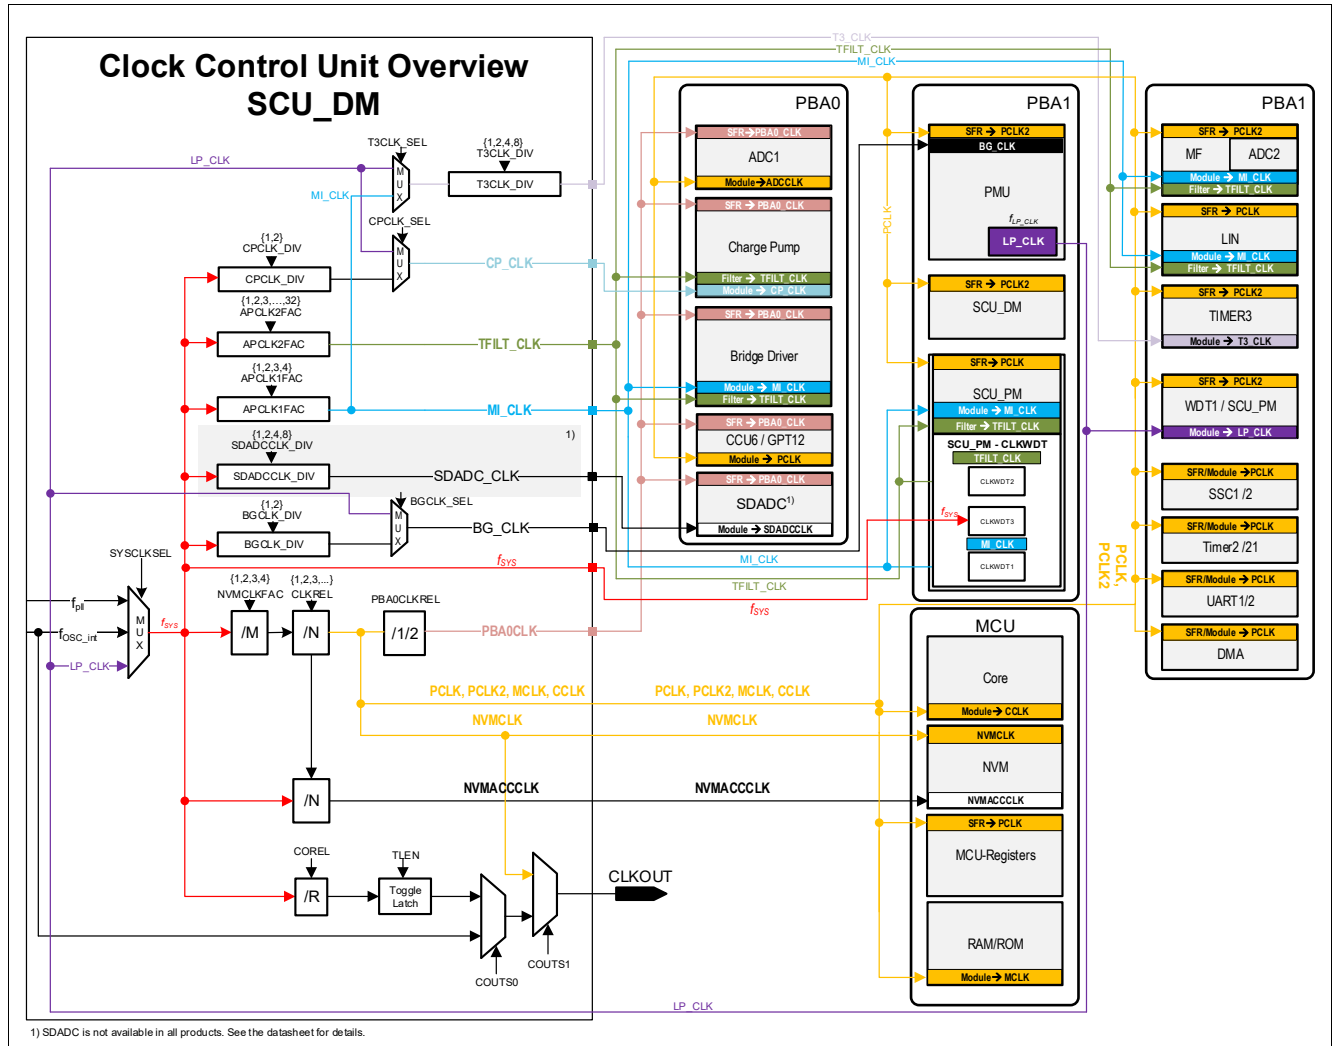 Clock Control Unit Overview
SCU_DM
T3_CLK
TFILT_CLK
MI_CLK
LP_CLK
T3CLK_SEL
MUX
MI_CLK
{1,2,4,8}
T3CLK_DIV
T3CLK_DIV
CPCLK_SEL
MUX
{1,2}
CPCLK_DIV
CPCLK_DIV
CP_CLK
{1,2,3,...,32}
APCLK2FAC
APCLK2FAC
TFILT_CLK
{1,2,3,4}
APCLK1FAC
APCLK1FAC
MI_CLK
{1,2,4,8}
SDADCCLK_DIV
SDADCCLK_DIV
1)
SDADC_CLK
{1,2}
BGCLK_DIV
BGCLK_DIV
BGCLK_SEL
MUX
BG_CLK
fSYS
SYSCLKSEL
fpll
fOSC_int
LP_CLK
MUX
fSYS
{1,2,3,4}
NVMCLKFAC
/M
{1,2,3,...}
CLKREL
/N
PBA0CLKREL
/1/2
PBA0CLK
PCLK, PCLK2, MCLK, CCLK
PCLK, PCLK2, MCLK, CCLK
NVMCLK
NVMCLK
/N
NVMACCCLK
NVMACCCLK
COREL
/R
TLEN
Toggle
Latch
COUTS0
COUTS1
CLKOUT
LP_CLK
PBA0
SFR→PBA0_CLK
ADC1
Module→ADCCLK
SFR → PBA0_CLK
Charge Pump
Filter → TFILT_CLK
Module → CP_CLK
SFR → PBA0_CLK
Bridge Driver
Module → MI_CLK
Filter → TFILT_CLK
SFR → PBA0_CLK
CCU6 / GPT12
Module → PCLK
SFR → PBA0_CLK
SDADC1)
Module → SDADCCLK
MI_CLK
TFILT_CLK
fSYS
PCLK
PBA1
SFR → PCLK2
BG_CLK
PMU
fLP_CLK
LP_CLK
SFR → PCLK2
SCU_DM
SFR → PCLK
SCU_PM
Module → MI_CLK
Filter → TFILT_CLK
SCU_PM - CLKWDT
TFILT_CLK
CLKWDT2
fSYS
CLKWDT3
MI_CLK
CLKWDT1
PCLK,
PCLK2
MCU
Core
Module → CCLK
NVMCLK
NVM
NVMACCCLK
SFR → PCLK
MCU-Registers
RAM/ROM
Module → MCLK
PBA1
SFR → PCLK2
MF
ADC2
Module → MI_CLK
Filter → TFILT_CLK
SFR → PCLK
LIN
Module → MI_CLK
Filter → TFILT_CLK
SFR → PCLK2
TIMER3
Module → T3_CLK
SFR → PCLK2
WDT1 / SCU_PM
Module → LP_CLK
SFR/Module →PCLK
SSC1 /2
SFR/Module →PCLK
Timer2 /21
SFR/Module →PCLK
UART1/2
SFR/Module →PCLK
DMA
1) SDADC is not available in all products. See the datasheet for details.